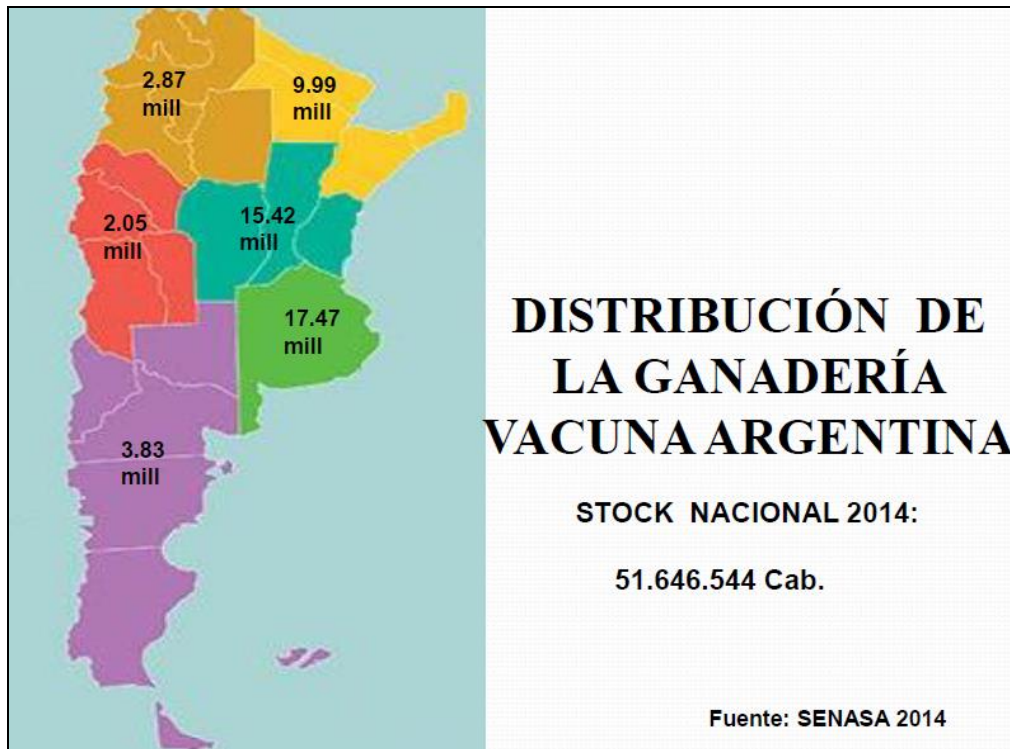 2.87
mill
9.99
mill
2.05
mill
15.42
mill
17.47
mill
3.83
mill
DISTRIBUCIÓN DE
LA GANADERÍA
VACUNA ARGENTINA
STOCK NACIONAL 2014:
51.646.544 Cab.
Fuente: SENASA 2014